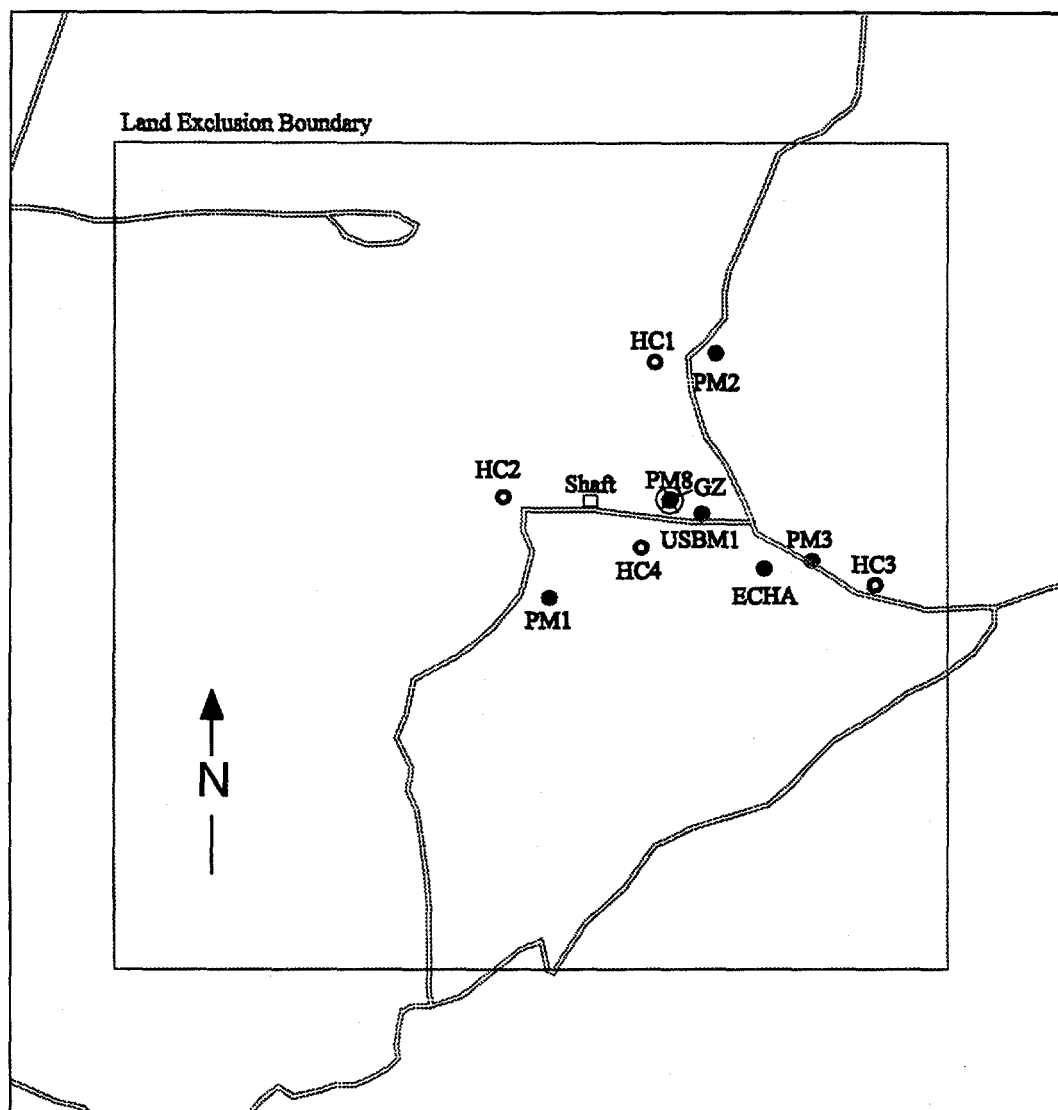 Land Exclusion Boundary
HC1
PM2
HC2
Shaft
PM8
GZ
USBM1
PM3
HC4
HC3
ECHA
PM1
N